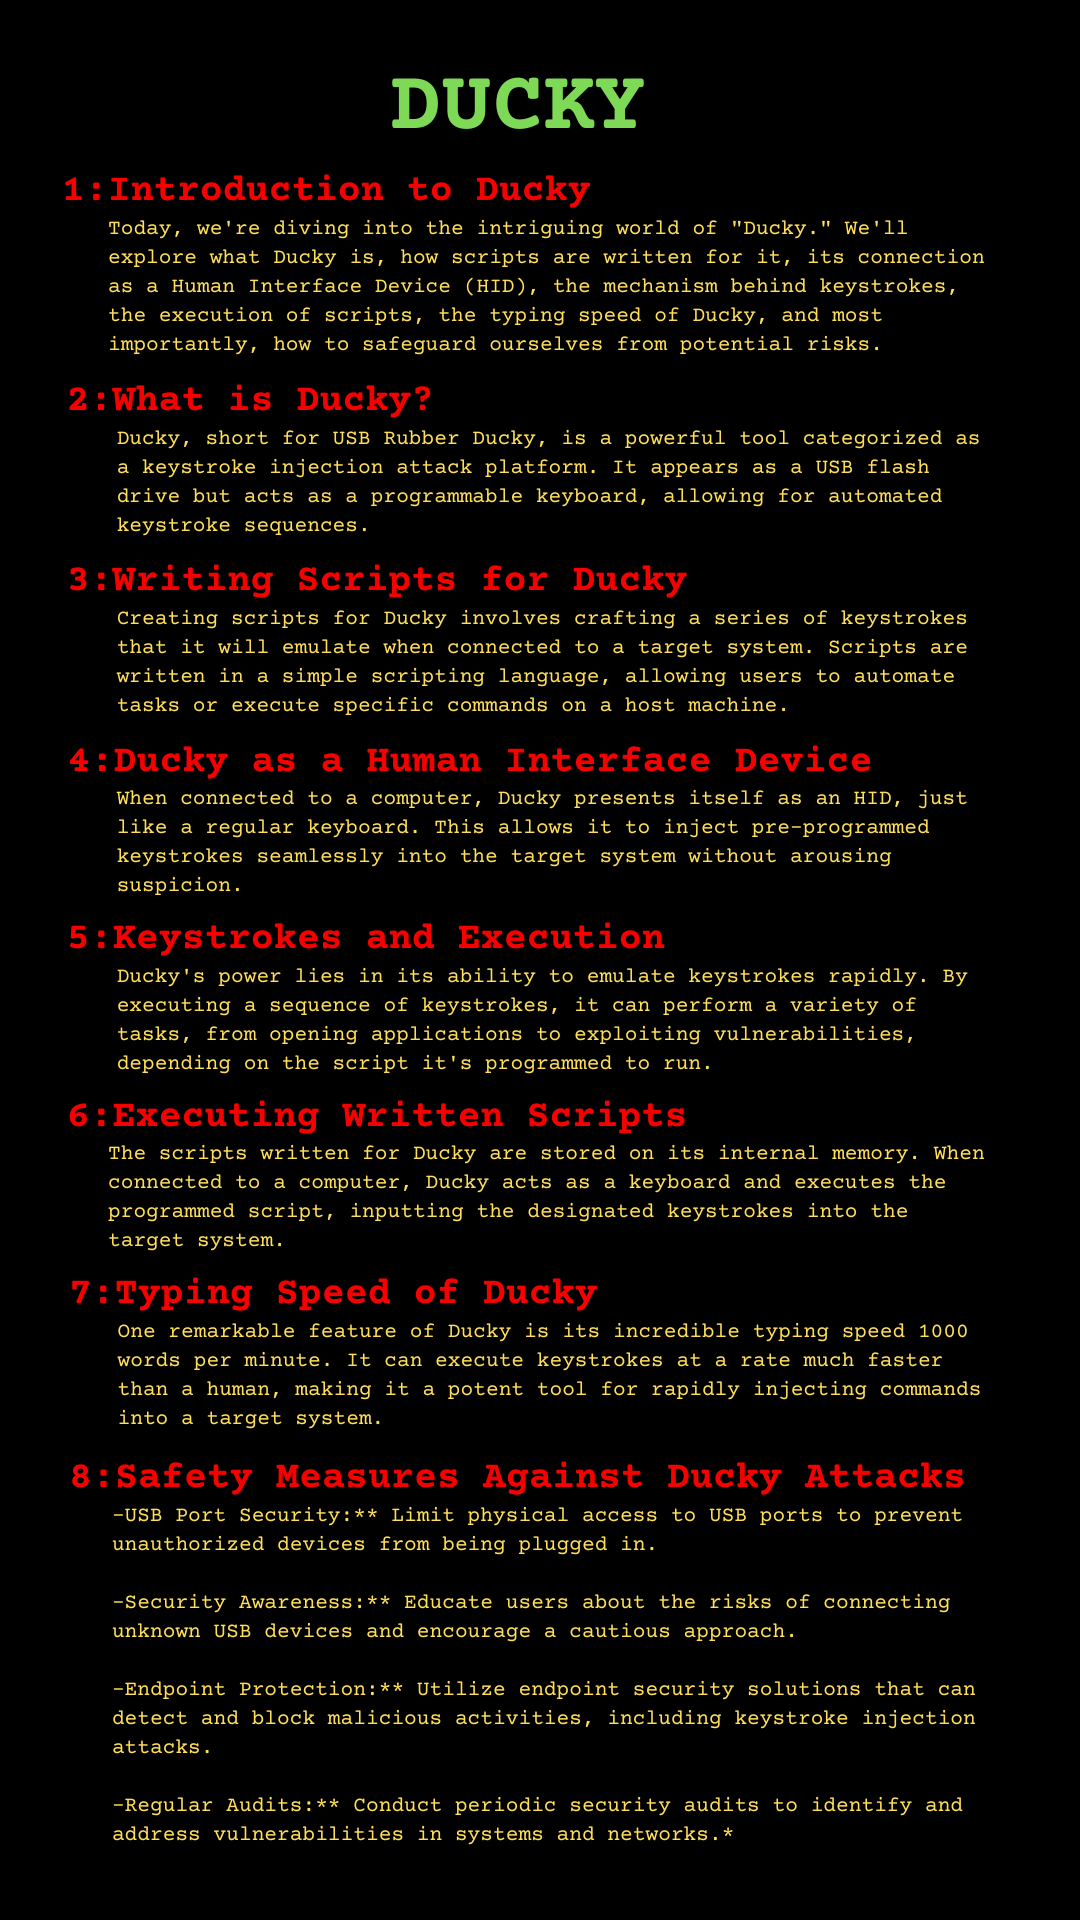 DUCKY
1:Introduction to Ducky
Today, we're diving into the intriguing world of "Ducky." We'll
explore what Ducky is, how scripts are written for it, its connection
as a Human Interface Device (HID), the mechanism behind keystrokes,
the execution of scripts, the typing speed of Ducky, and most
importantly, how to safeguard ourselves from potential risks.
2:What is Ducky?
Ducky, short for USB Rubber Ducky, is a powerful tool categorized as
a keystroke injection attack platform. It appears as a USB flash
drive but acts as a programmable keyboard, allowing for automated
keystroke sequences.
3:Writing Scripts for Ducky
Creating scripts for Ducky involves crafting a series of keystrokes
that it will emulate when connected to a target system. Scripts are
written in a simple scripting language, allowing users to automate
tasks or execute specific commands on a host machine.
4:Ducky as a Human Interface Device
When connected to a computer, Ducky presents itself as an HID, just
like a regular keyboard. This allows it to inject pre-programmed
keystrokes seamlessly into the target system without arousing
suspicion.
5:Keystrokes and Execution
Ducky's power lies in its ability to emulate keystrokes rapidly. By
executing a sequence of keystrokes, it can perform a variety of
tasks, from opening applications to exploiting vulnerabilities,
depending on the script it's programmed to run.
6:Executing Written Scripts
The scripts written for Ducky are stored on its internal memory. When
connected to a computer, Ducky acts as a keyboard and executes the
programmed script, inputting the designated keystrokes into the
target system.
7:Typing Speed of Ducky
One remarkable feature of Ducky is its incredible typing speed 1000
words per minute. It can execute keystrokes at a rate much faster
than a human, making it a potent tool for rapidly injecting commands
into a target system.
8:Safety Measures Against Ducky Attacks
-USB Port Security:** Limit physical access to USB ports to prevent
unauthorized devices from being plugged in.
-Security Awareness:** Educate users about the risks of connecting
unknown USB devices and encourage a cautious approach.
-Endpoint Protection:** Utilize endpoint security solutions that can
detect and block malicious activities, including keystroke injection
attacks.
-Regular Audits:** Conduct periodic security audits to identify and
address vulnerabilities in systems and networks.*